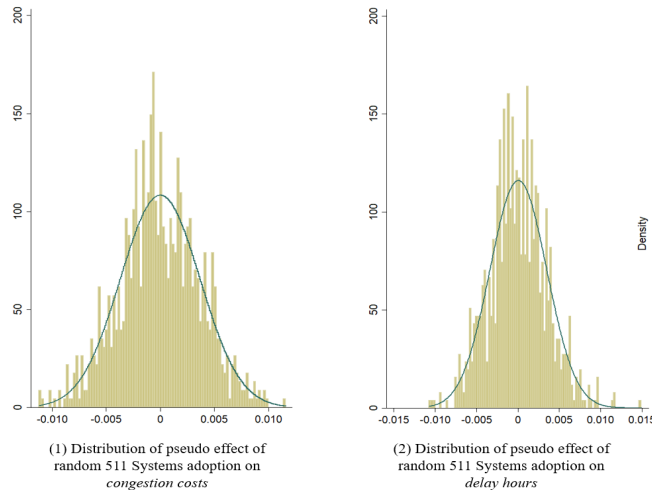 200
150
100
50
0
-0.010 -0.005 0 0.005 0.010
(1) Distribution of pseudo effect of
random 511 Systems adoption on
congestion costs
200
150
100
50
0
Density
-0.015 -0.010 -0.005 0 0.005 0.010 0.015
(2) Distribution of pseudo effect of
random 511 Systems adoption on
delay hours